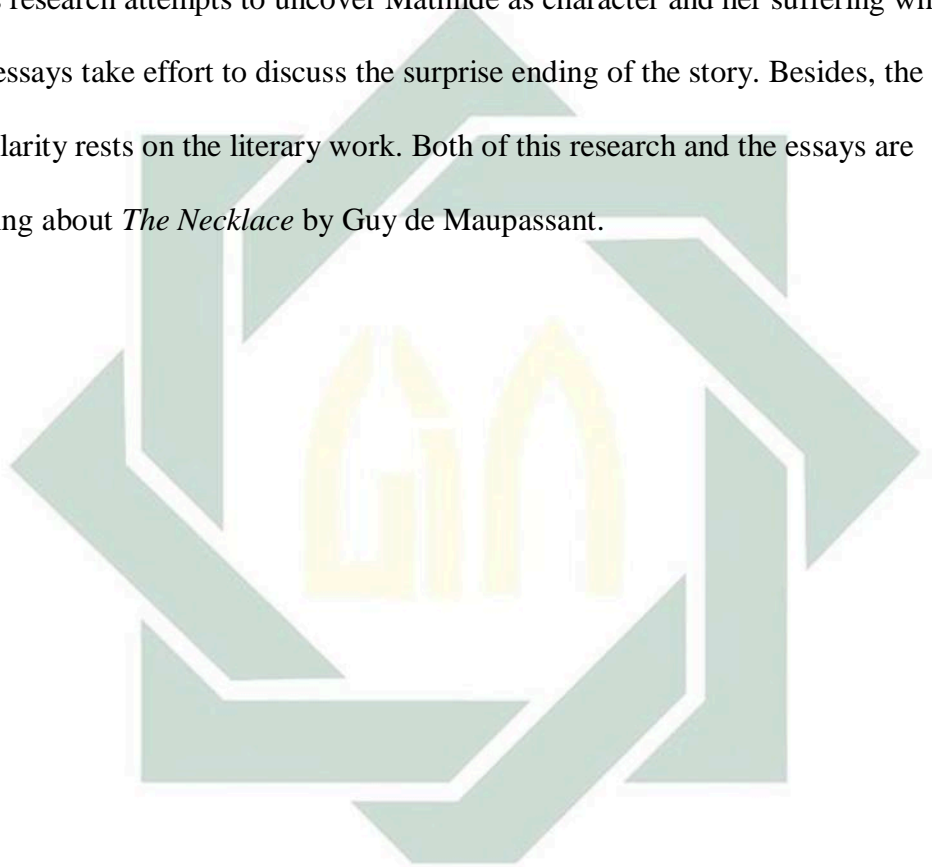 research attempts to uncover Mathilde as character and her suffering
essays take effort to discuss the surprise ending of the story. Besides, the
larity rests on the literary work. Both of this research and the essays are
ing about The Necklace by Guy de Maupassant.